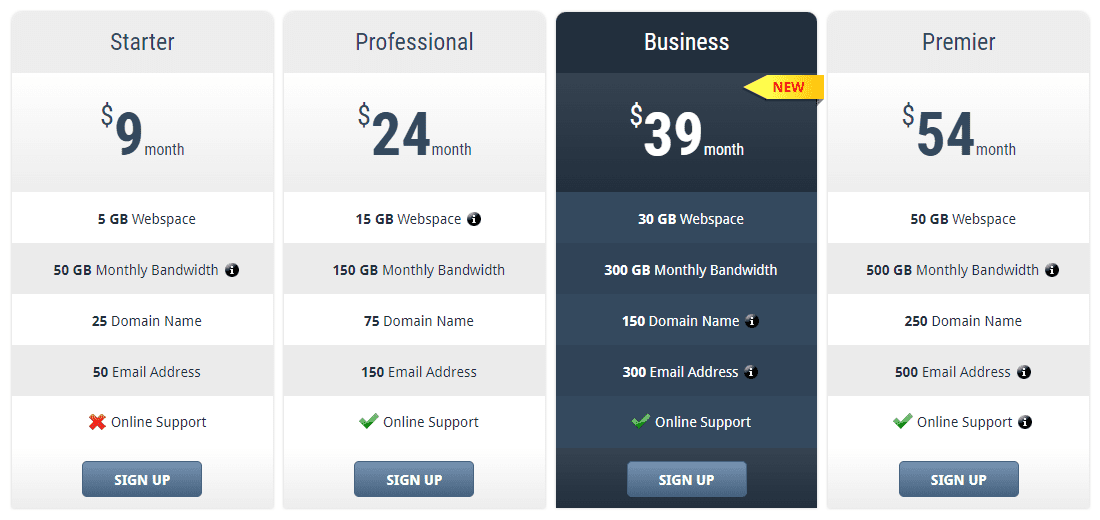 Starter
$9 month
5 GB Webspace
50 GB Monthly Bandwidth
25 Domain Name
50 Email Address
Online Support
SIGN UP
Professional
$24 month
15 GB Webspace
150 GB Monthly Bandwidth
75 Domain Name
150 Email Address
Online Support
SIGN UP
Business
NEW
$39 month
30 GB Webspace
300 GB Monthly Bandwidth
150 Domain Name
300 Email Address
Online Support
SIGN UP
Premier
$54 month
50 GB Webspace
500 GB Monthly Bandwidth
250 Domain Name
500 Email Address
Online Support
SIGN UP